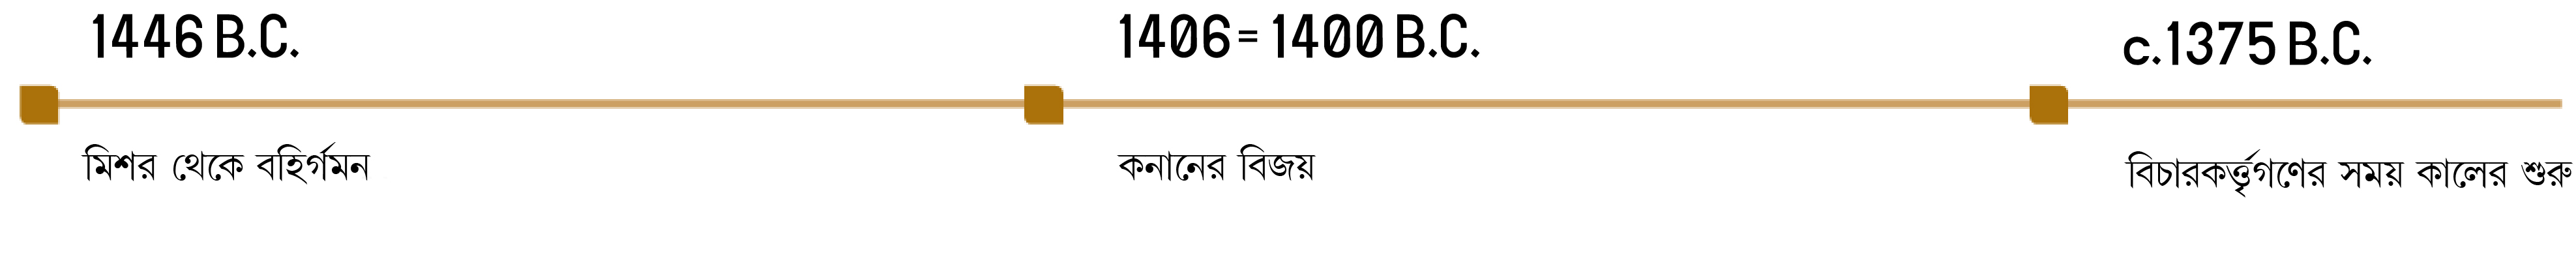 1446 B.C.
1406 = 1400 B.C.
c.1375 B.C.
মিশর থেকে বহির্গমন
কনানের বিজয়
বিচারকর্ত্তৃগণের সময় কালের শুরু